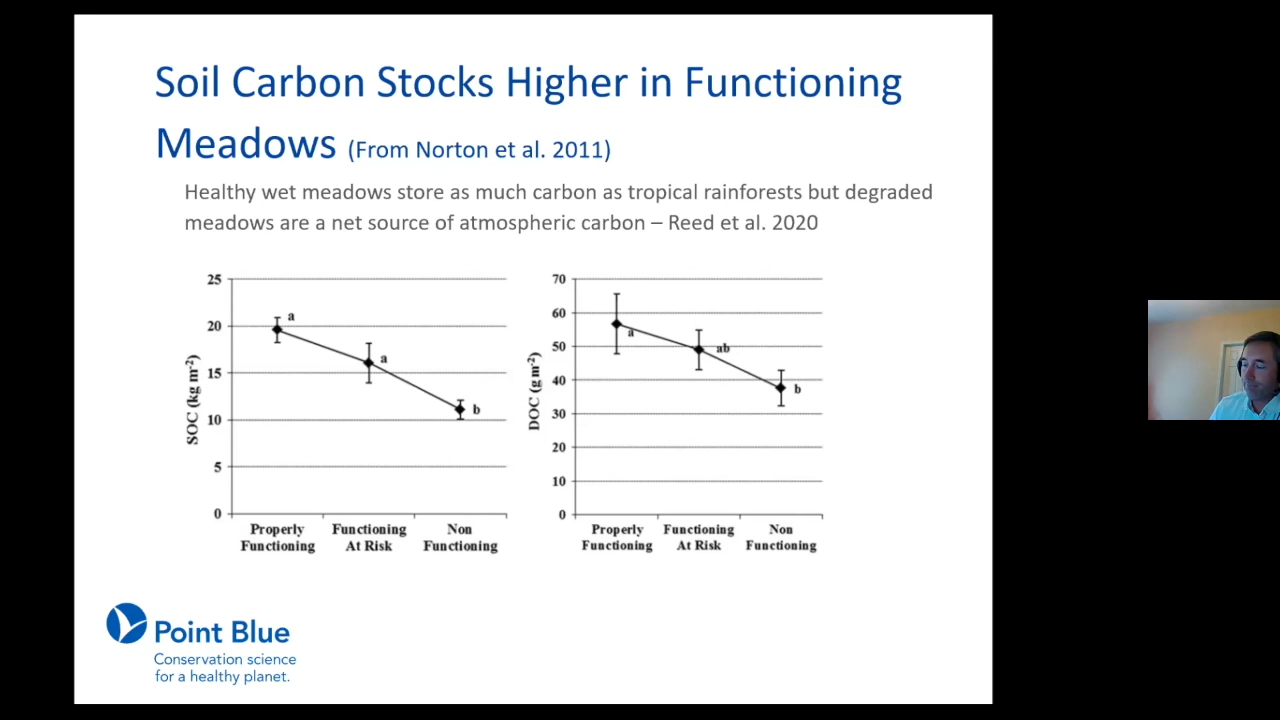 Soil Carbon Stocks Higher in Functioning
Meadows (From Norton et al. 2011)
Healthy wet meadows store as much carbon as tropical rainforests but degraded
meadows are a net source of atmospheric carbon – Reed et al. 2020
25
20
15
10
5
0
SOC (kg m-2)
a
a
b
Properly
Functioning
Functioning
At Risk
Non
Functioning
70
60
50
40
30
20
10
0
DOC (g m-2)
a
ab
b
Properly
Functioning
Functioning
At Risk
Non
Functioning
Point Blue
Conservation science
for a healthy planet.